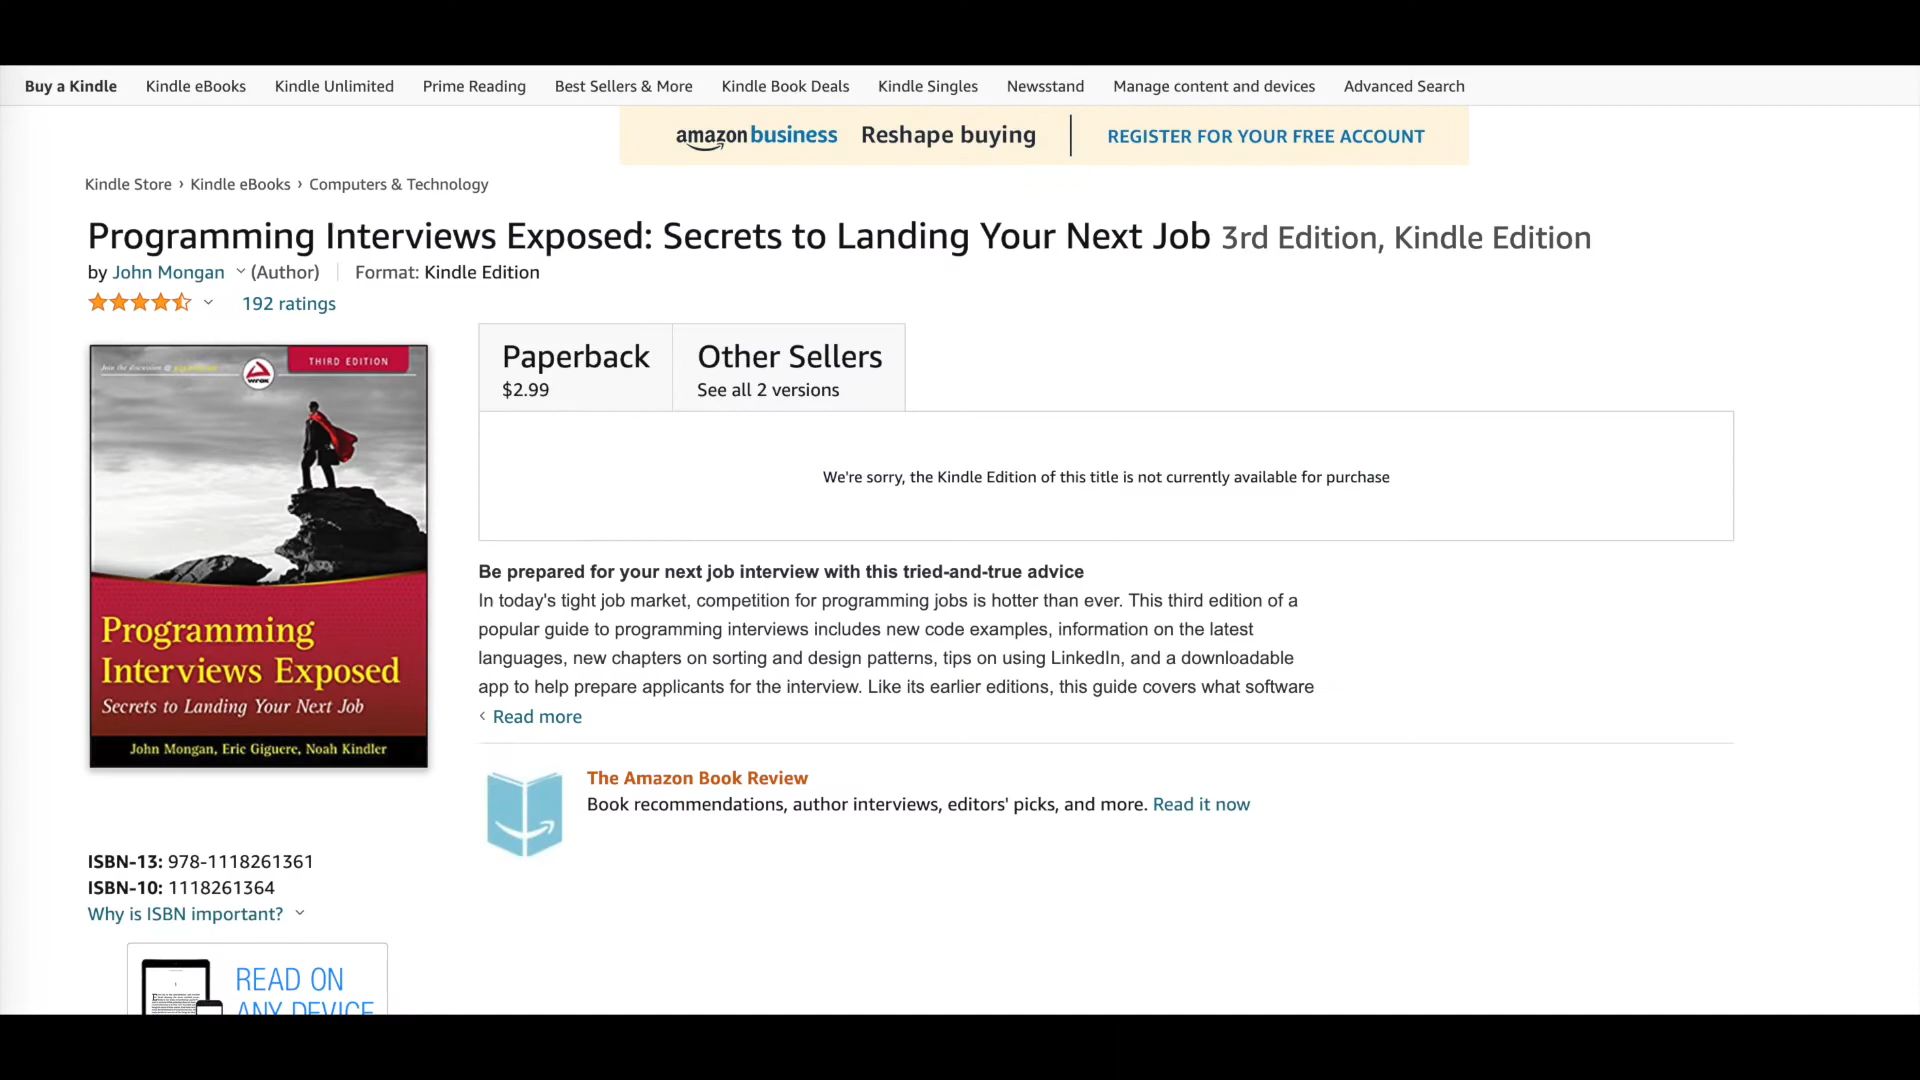 Buy a Kindle Kindle eBooks Kindle Unlimited Prime Reading Best Sellers & More Kindle Book Deals Kindle Singles Newsstand Manage content and devices Advanced Search
amazon business Reshape buying REGISTER FOR YOUR FREE ACCOUNT
Kindle Store › Kindle eBooks › Computers & Technology
Programming Interviews Exposed: Secrets to Landing Your Next Job 3rd Edition, Kindle Edition
by John Mongan (Author) Format: Kindle Edition
192 ratings
THIRD EDITION
Join the discussion @
wrox
Programming
Interviews Exposed
Secrets to Landing Your Next Job
John Mongan, Eric Giguere, Noah Kindler
Paperback
$2.99
Other Sellers
See all 2 versions
We're sorry, the Kindle Edition of this title is not currently available for purchase
Be prepared for your next job interview with this tried-and-true advice
In today's tight job market, competition for programming jobs is hotter than ever. This third edition of a
popular guide to programming interviews includes new code examples, information on the latest
languages, new chapters on sorting and design patterns, tips on using LinkedIn, and a downloadable
app to help prepare applicants for the interview. Like its earlier editions, this guide covers what software
‹ Read more
The Amazon Book Review
Book recommendations, author interviews, editors' picks, and more. Read it now
ISBN-13: 978-1118261361
ISBN-10: 1118261364
Why is ISBN important?
READ ON
ANY DEVICE